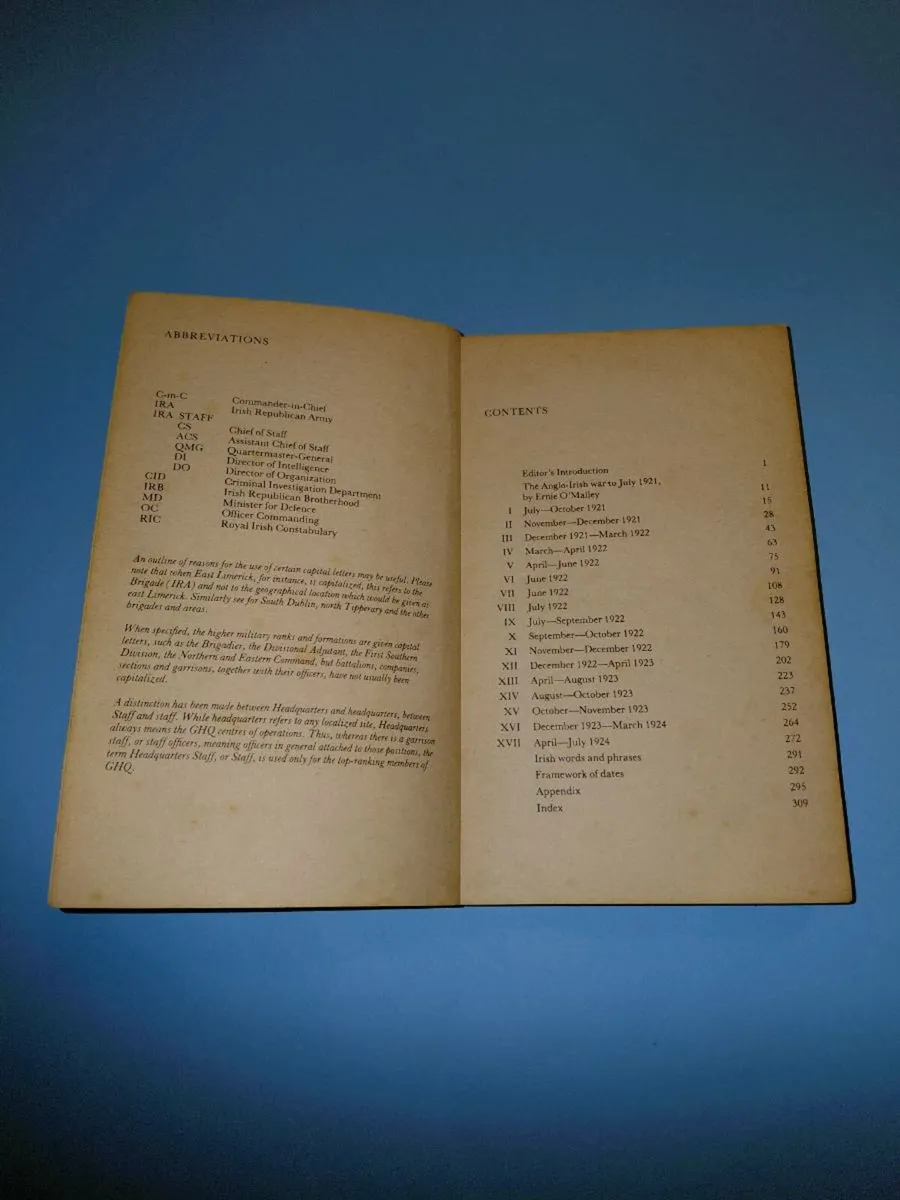 ABBREVIATIONS
C-in-C Commander-in-Chief
IRA Irish Republican Army
IRA STAFF
CS Chief of Staff
ACS Assistant Chief of Staff
QMG Quartermaster-General
DI Director of Intelligence
DO Director of Organization
CID Criminal Investigation Department
IRB Irish Republican Brotherhood
MD Minister for Defence
OC Officer Commanding
RIC Royal Irish Constabulary
An outline of reasons for the use of certain capital letters may be useful. Please
note that when East Limerick, for instance, is capitalized, this refers to the
Brigade (IRA) and not to the geographical location which would be given as
east Limerick. Similarly see for South Dublin, north Tipperary and the other
brigades and areas.
When specified, the higher military ranks and formations are given capital
letters, such as the Brigadier, the Divisional Adjutant, the First Southern
Division, the Northern and Eastern Command, but battalions, companies,
sections and garrisons, together with their officers, have not usually been
capitalized.
A distinction has been made between Headquarters and headquarters, between
Staff and staff. While headquarters refers to any localized site, Headquarters
always means the GHQ centres of operations. Thus, whereas there is a garrison
staff, or staff officers, meaning officers in general attached to those positions, the
term Headquarters Staff, or Staff, is used only for the top-ranking members of
GHQ.
CONTENTS
Editor's Introduction 1
The Anglo-Irish war to July 1921,
by Ernie O'Malley 11
I July—October 1921 15
II November—December 1921 28
III December 1921—March 1922 43
IV March—April 1922 63
V April—June 1922 75
VI June 1922 91
VII June 1922 108
VIII July 1922 128
IX July—September 1922 143
X September—October 1922 160
XI November—December 1922 179
XII December 1922—April 1923 202
XIII April—August 1923 223
XIV August—October 1923 237
XV October—November 1923 252
XVI December 1923—March 1924 264
XVII April—July 1924 272
Irish words and phrases 291
Framework of dates 292
Appendix 295
Index 309